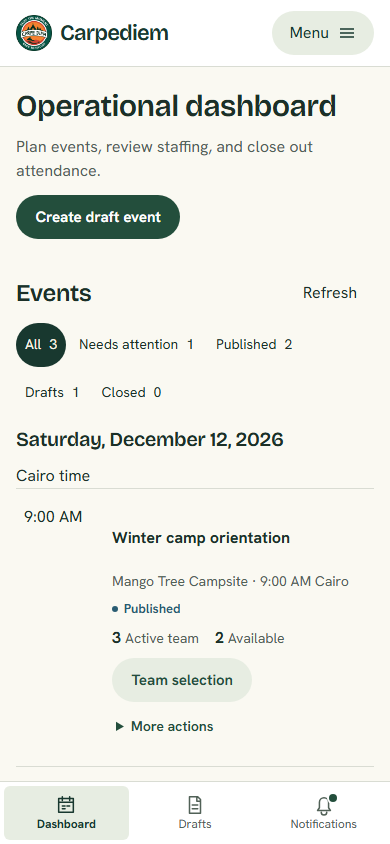 Carpediem
Menu
Operational dashboard
Plan events, review staffing, and close out
attendance.
Create draft event
Events
Refresh
All 3
Needs attention 1
Published 2
Drafts 1
Closed 0
Saturday, December 12, 2026
Cairo time
9:00 AM
Winter camp orientation
Mango Tree Campsite · 9:00 AM Cairo
Published
3 Active team 2 Available
Team selection
More actions
Dashboard
Drafts
Notifications